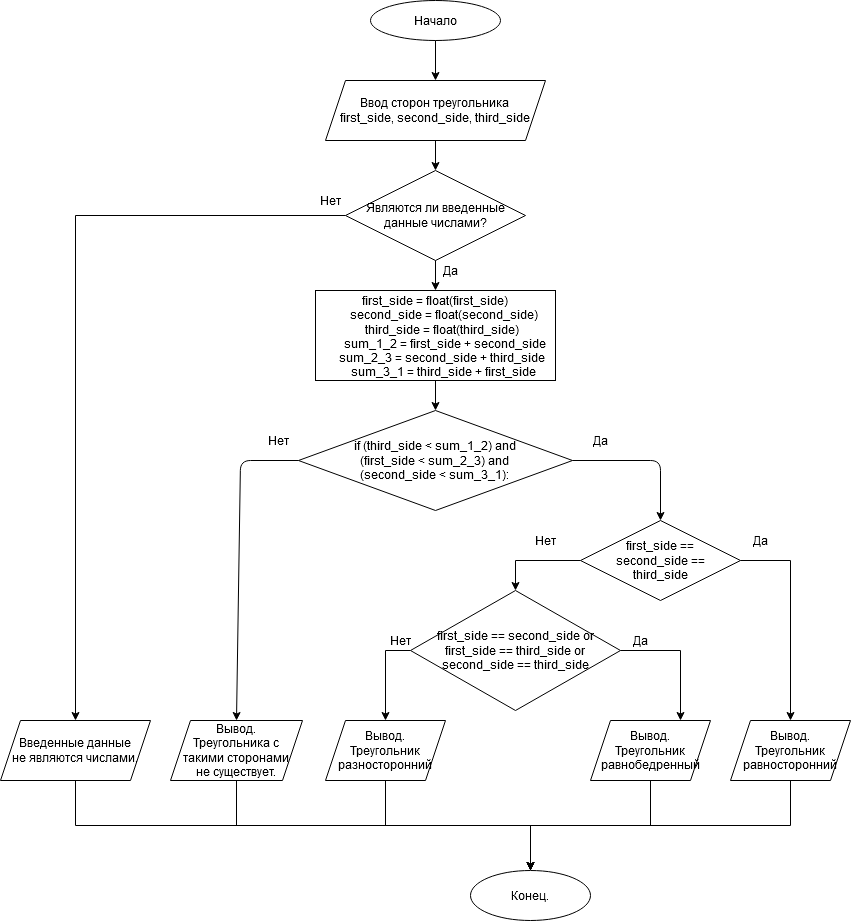 Начало
Ввод сторон треугольника
first_side, second_side, third_side
Нет
Являются ли введенные
данные числами?
Да
first_side = float(first_side)
second_side = float(second_side)
third_side = float(third_side)
sum_1_2 = first_side + second_side
sum_2_3 = second_side + third_side
sum_3_1 = third_side + first_side
Нет
Да
if (third_side < sum_1_2) and
(first_side < sum_2_3) and
(second_side < sum_3_1):
Нет
Да
first_side ==
second_side ==
third_side
Нет
Да
first_side == second_side or
first_side == third_side or
second_side == third_side
Введенные данные
не являются числами.
Вывод.
Треугольника с
такими сторонами
не существует.
Вывод.
Треугольник
разносторонний
Вывод.
Треугольник
равнобедренный
Вывод.
Треугольник
равносторонний
Конец.